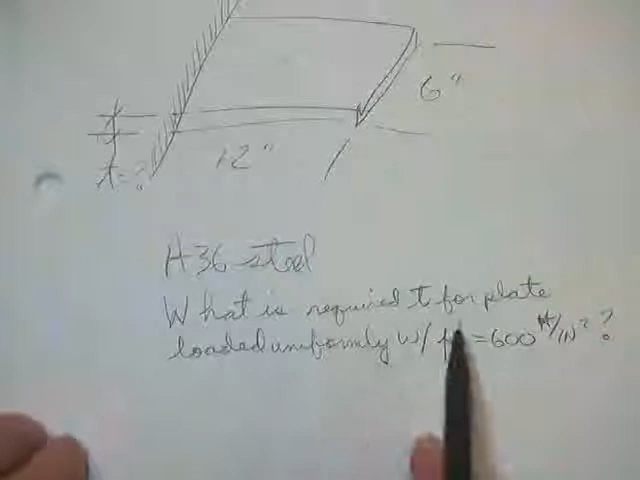 6"
12"
t=?
A36 steel
What is required t for plate
loaded uniformly w/ =600 #/IN² ?